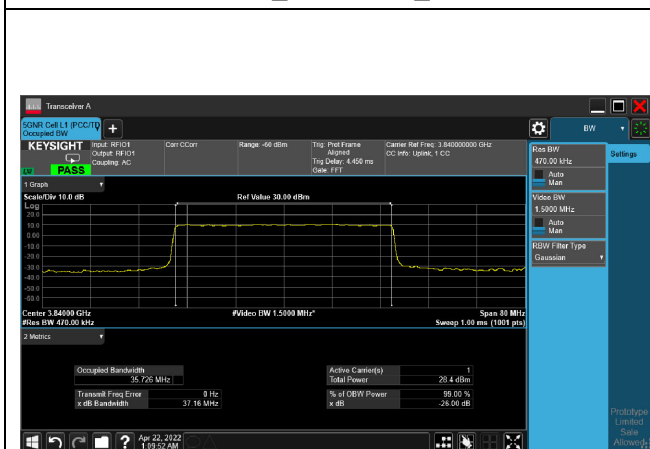 Transceiver A
5GNR Cell L1 (PCC/TD
Occupied BW
+
BW
KEYSIGHT
Input: RFIO1
Output: RFIO1
Coupling: AC
Corr CCorr
Range: -60 dBm
Trig: Prot Frame
Aligned
Trig Delay: 4.450 ms
Gate: FFT
Carrier Ref Freq: 3.840000000 GHz
CC Info: Uplink, 1 CC
PASS
1 Graph
Scale/Div 10.0 dB
Ref Value 30.00 dBm
Log
20.0
10.0
0.00
-10.0
-20.0
-30.0
-40.0
-50.0
-60.0
Center 3.84000 GHz
#Video BW 1.5000 MHz*
Span 80 MHz
#Res BW 470.00 kHz
Sweep 1.00 ms (1001 pts)
2 Metrics
Occupied Bandwidth
35.726 MHz
Transmit Freq Error 0 Hz
x dB Bandwidth 37.16 MHz
Active Carrier(s) 1
Total Power 28.4 dBm
% of OBW Power 99.00 %
x dB -26.00 dB
Res BW
470.00 kHz
Auto
Man
Video BW
1.5000 MHz
Auto
Man
RBW Filter Type
Gaussian
Settings
Prototype
Limited
Sale
Allowed
?
Apr 22, 2022
1:09:52 AM